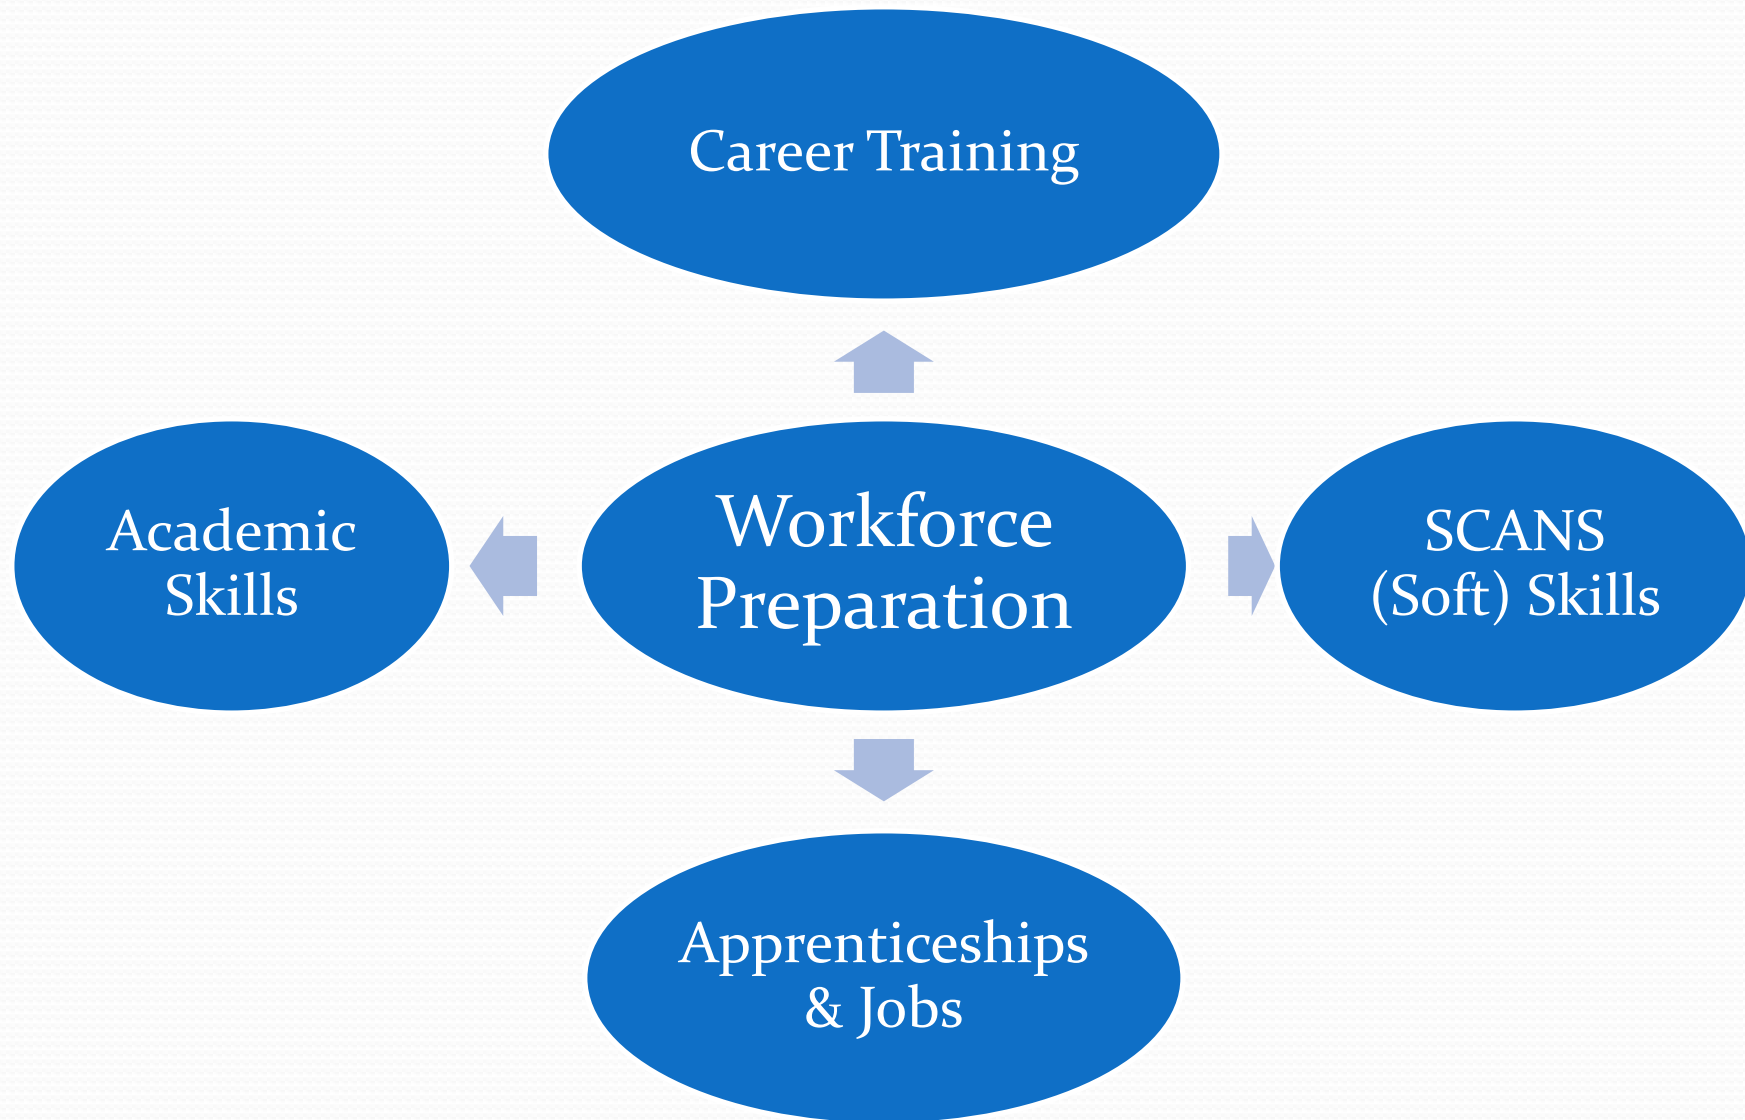 Career Training
Academic
Skills
Workforce
Preparation
SCANS
(Soft) Skills
Apprenticeships
& Jobs